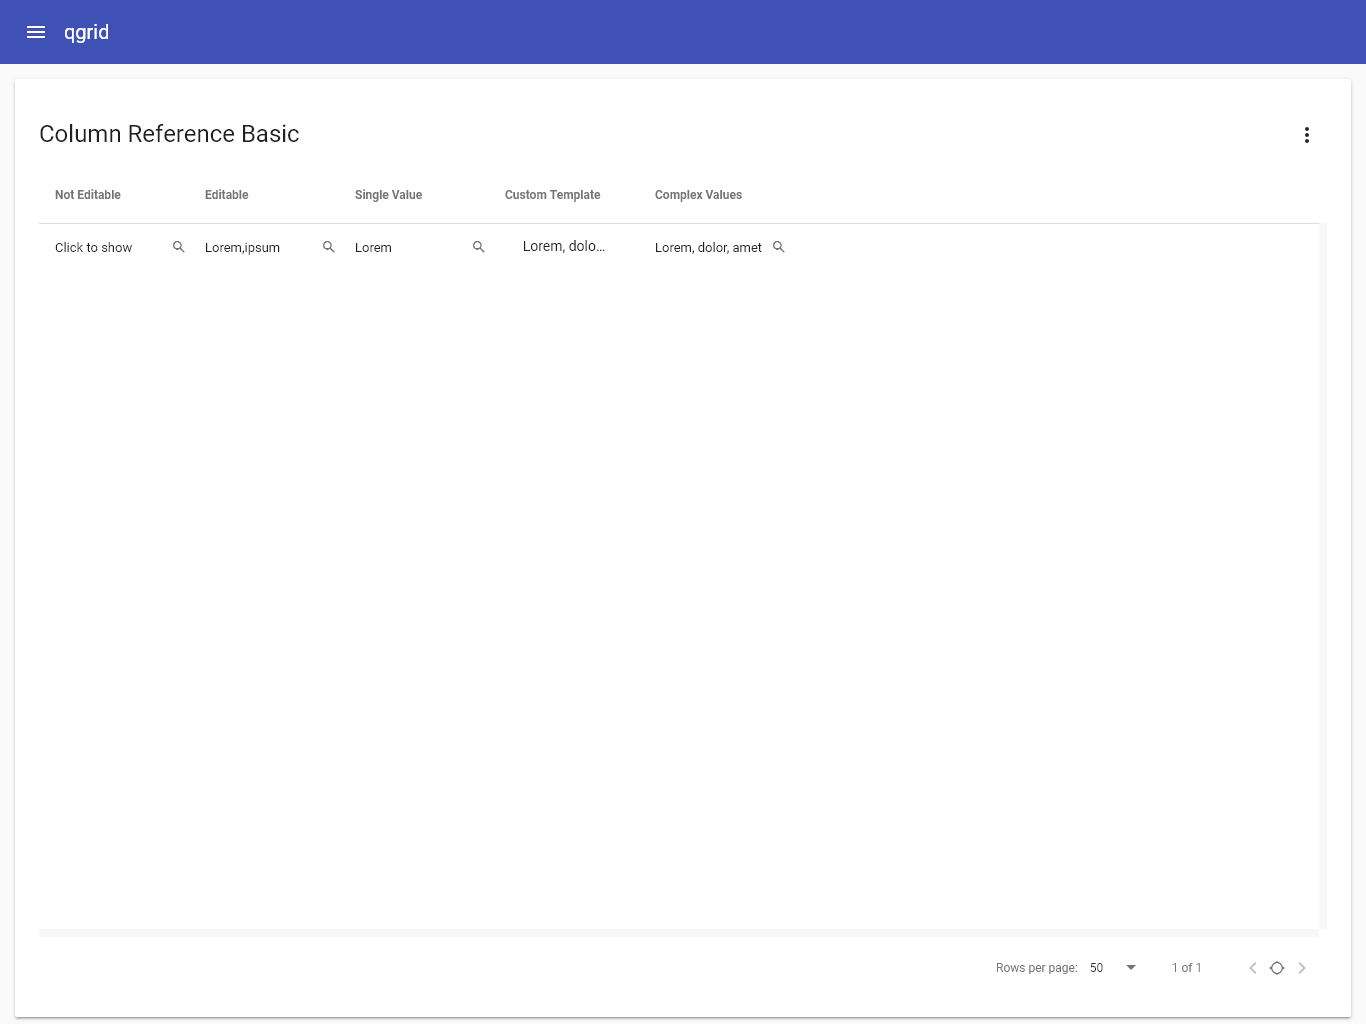 qgrid
Column Reference Basic
Not Editable Editable Single Value Custom Template Complex Values
Click to show Lorem,ipsum Lorem Lorem, dolo... Lorem, dolor, amet
Rows per page: 50 1 of 1